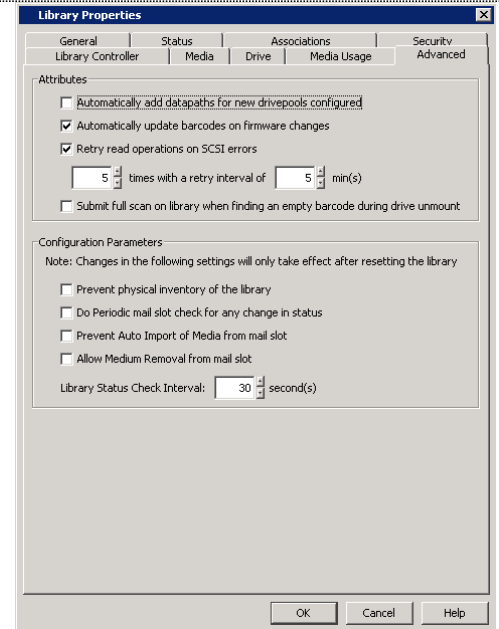 Library Properties
General Status Associations Security
Library Controller Media Drive Media Usage Advanced
Attributes
Automatically add datapaths for new drivepools configured
Automatically update barcodes on firmware changes
Retry read operations on SCSI errors
5 times with a retry interval of 5 min(s)
Submit full scan on library when finding an empty barcode during drive unmount
Configuration Parameters
Note: Changes in the following settings will only take effect after resetting the library
Prevent physical inventory of the library
Do Periodic mail slot check for any change in status
Prevent Auto Import of Media from mail slot
Allow Medium Removal from mail slot
Library Status Check Interval: 30 second(s)
OK Cancel Help